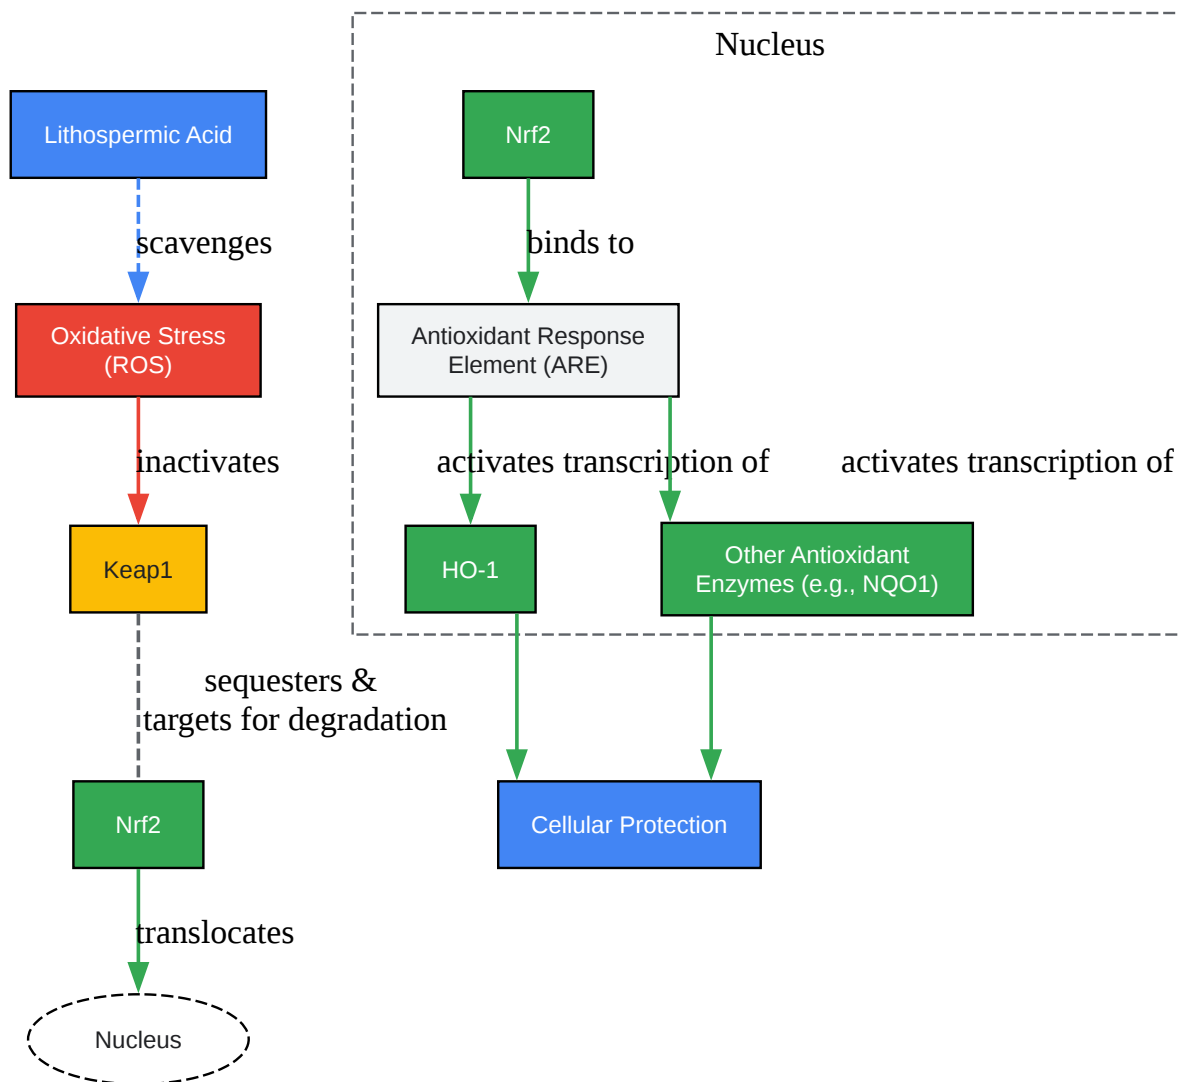 Nucleus
Lithospermic Acid
Nrf2
scavenges
binds to
Oxidative Stress
(ROS)
Antioxidant Response
Element (ARE)
inactivates
activates transcription of
activates transcription of
Keap1
HO-1
Other Antioxidant
Enzymes (e.g., NQO1)
sequesters &
targets for degradation
Nrf2
Cellular Protection
translocates
Nucleus